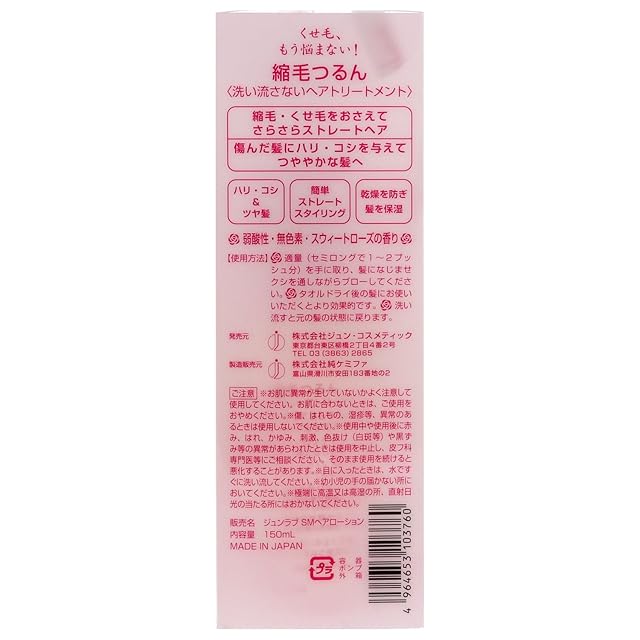 くせ毛、
もう悩まない!
縮毛つるん
〈洗い流さないヘアトリートメント〉
縮毛・くせ毛をおさえて
さらさらストレートヘア
傷んだ髪にハリ・コシを与えて
つややかな髪へ
ハリ・コシ
&
ツヤ髪
簡単
ストレート
スタイリング
乾燥を防ぎ
髪を保湿
弱酸性・無色素・スウィートローズの香り
【使用方法】 適量(セミロングで1〜2プッ
シュ分)を手に取り、髪になじませ
クシを通しながらブローしてくださ
い。 タオルドライ後の髪にお使い
いただくとより効果的です。 洗い
流すと元の髪の状態に戻ります。
発売元 株式会社ジュン・コスメティック
東京都台東区柳橋2丁目4番2号
TEL 03 (3863) 2865
製造販売元 株式会社純ケミファ
富山県滑川市安田183番地の2
ご注意 ※お肌に異常が生じていないかよく注意して
使用してください。お肌に合わないときは、ご使用を
おやめください。※傷、はれもの、湿疹等、異常のあ
るときは使用しないでください。※使用中や使用後に赤
み、はれ、かゆみ、刺激、色抜け(白斑等)や黒ず
み等の異常があらわれたときは使用を中止し、皮フ科
専門医等にご相談ください。そのまま使用を続けると
悪化することがあります。※目に入ったときは、水です
ぐに洗い流してください。※幼小児の手の届かない所に
おいてください。※極端に高温又は高湿の所、直射日
光の当たる所にはおかないでください。
販売名 ジュンラブ SMヘアローション
内容量 150mL
MADE IN JAPAN
プラ
容器
ポンプ
外箱
4 964653 103760